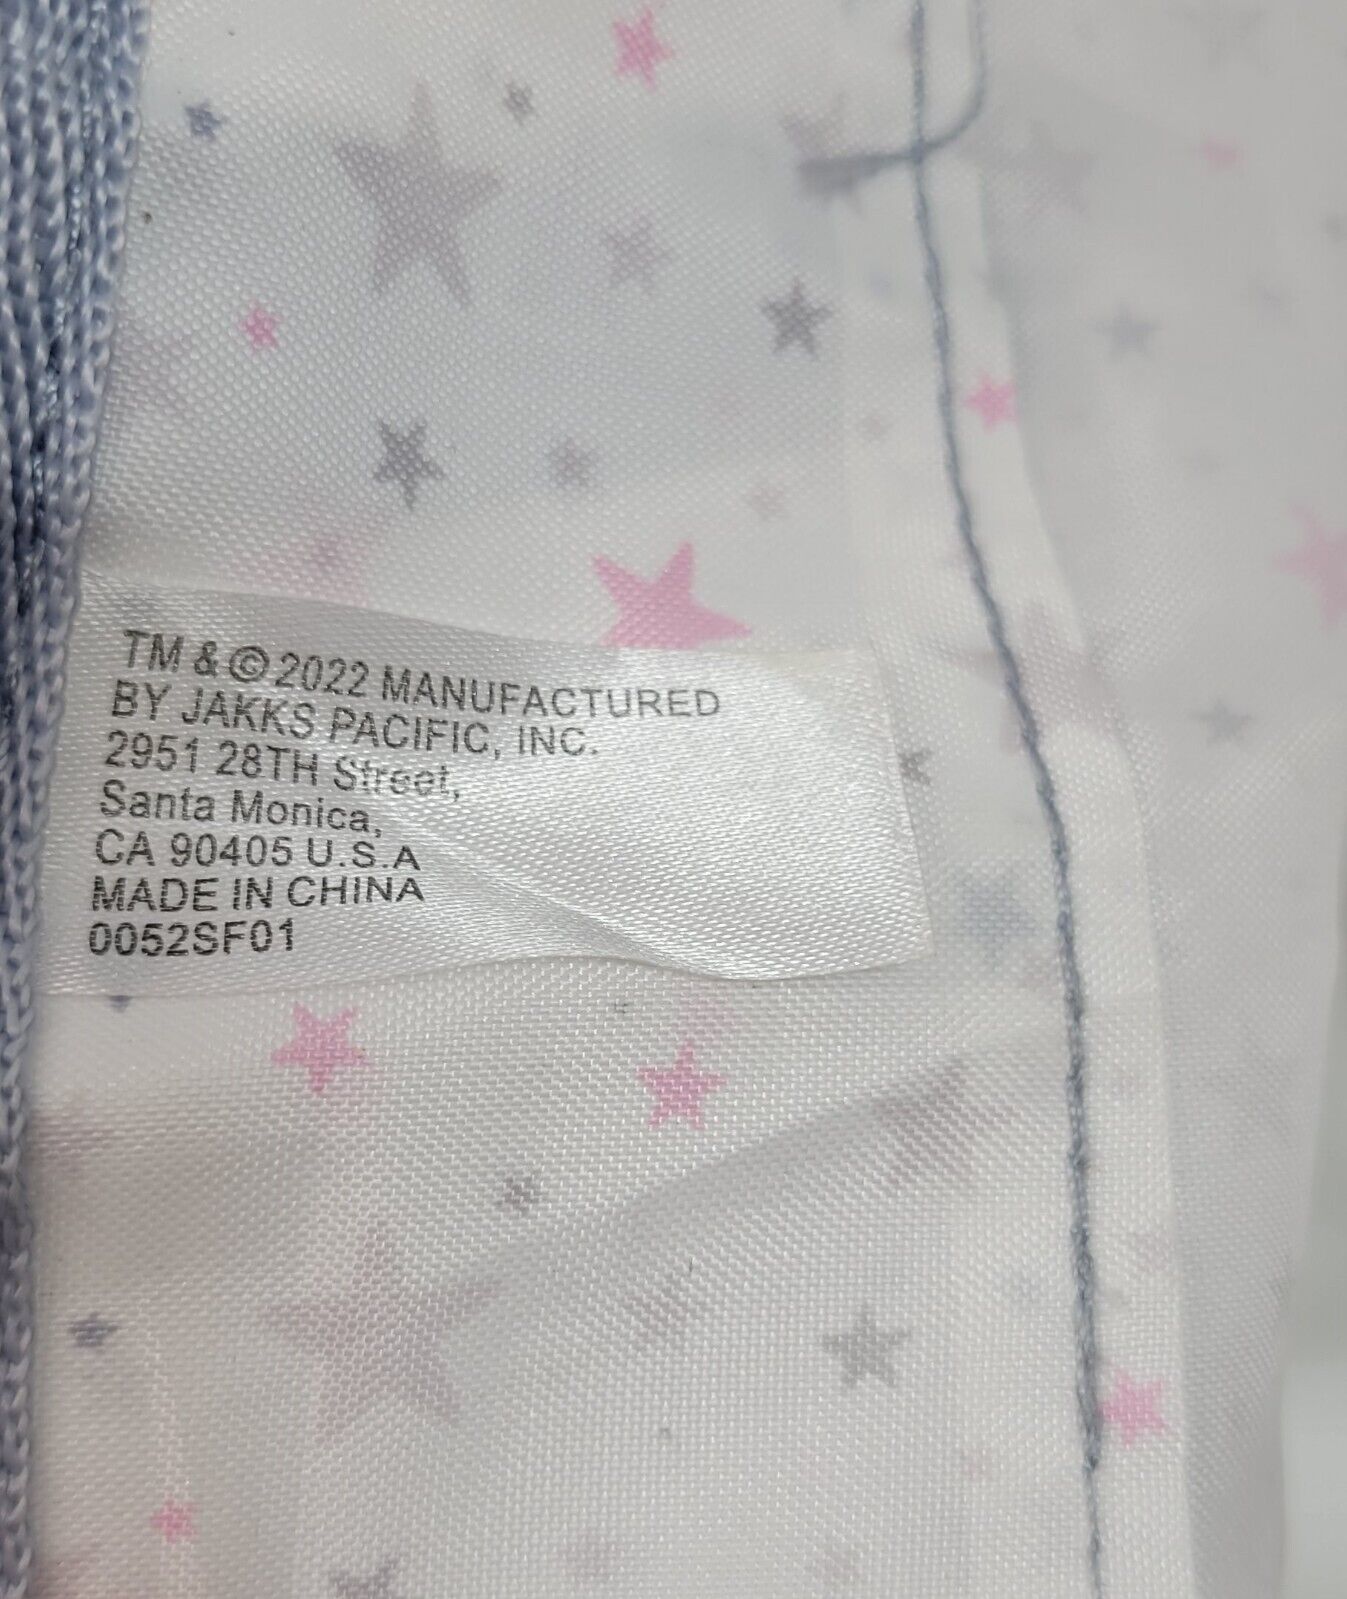 TM & © 2022 MANUFACTURED
BY JAKKS PACIFIC, INC.
2951 28TH Street,
Santa Monica,
CA 90405 U.S.A
MADE IN CHINA
0052SF01